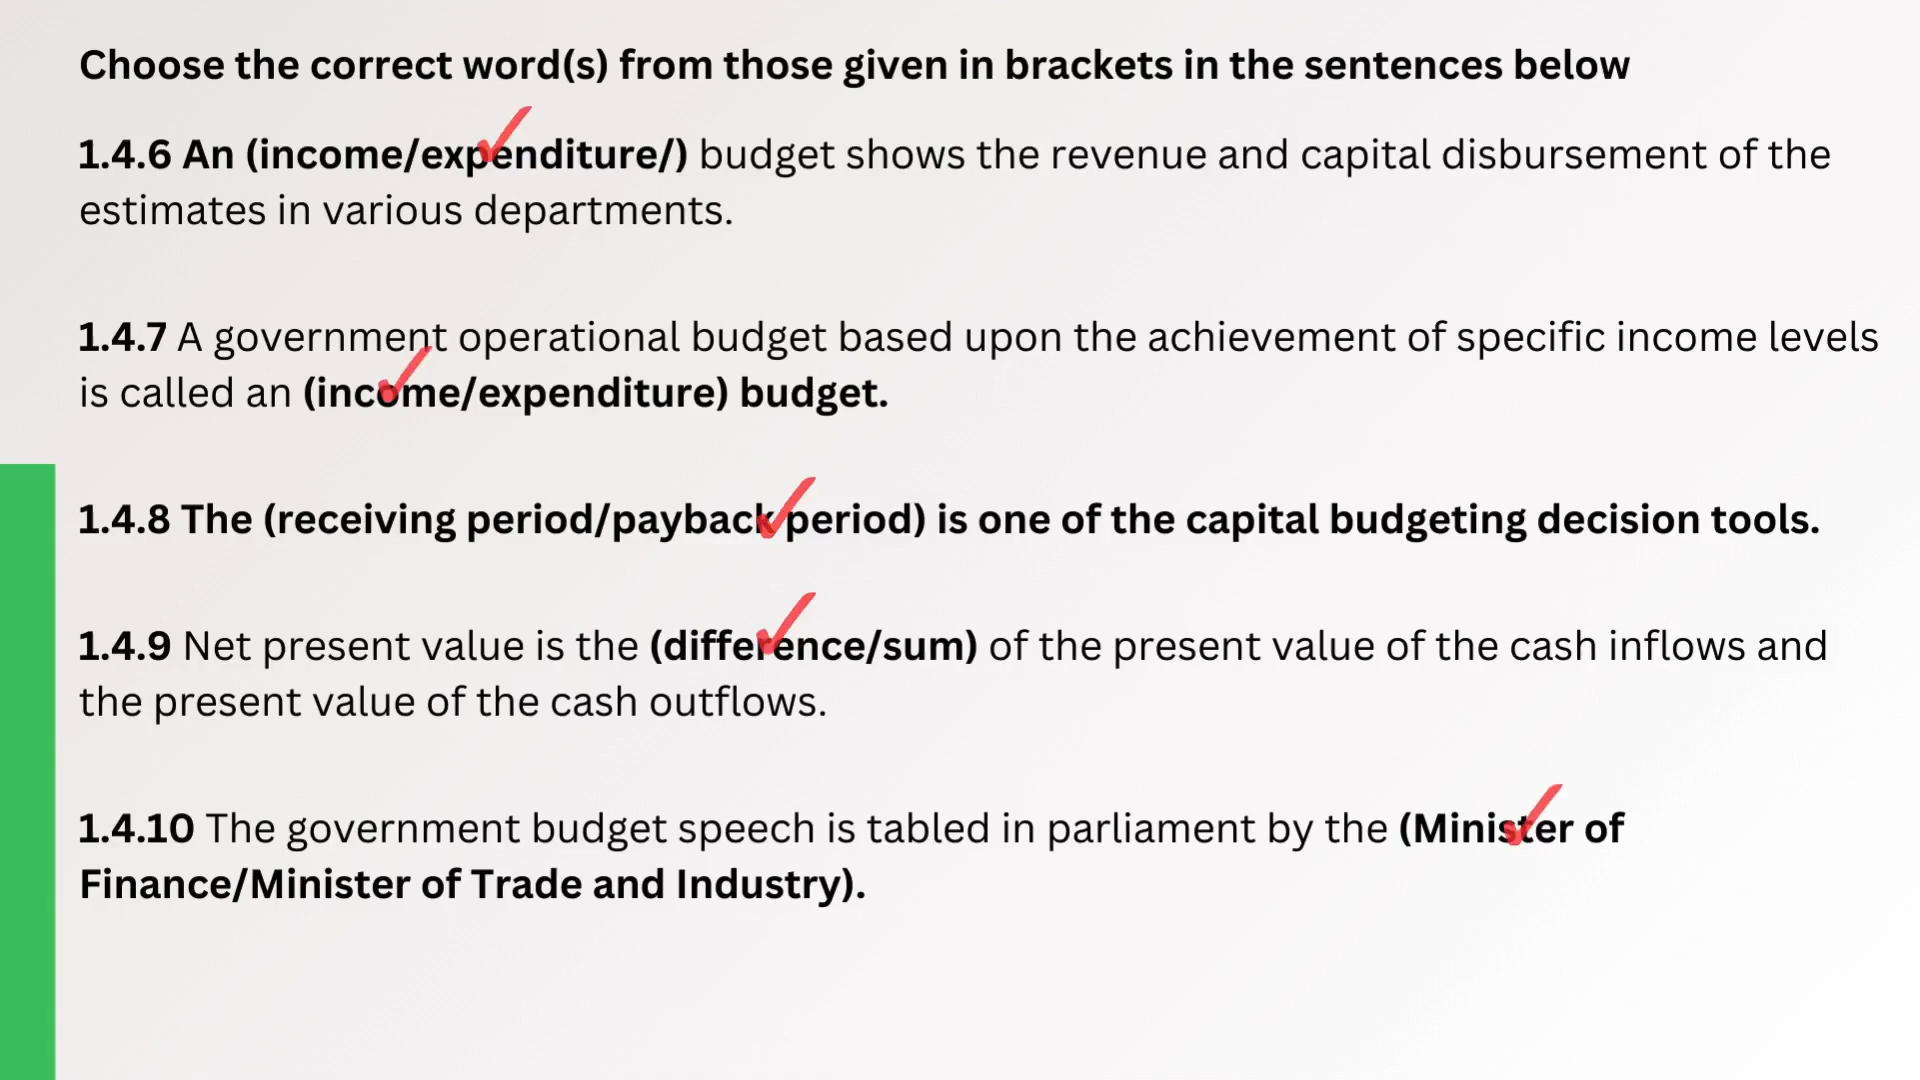 Choose the correct word(s) from those given in brackets in the sentences below
1.4.6 An (income/expenditure/) budget shows the revenue and capital disbursement of the
estimates in various departments.
1.4.7 A government operational budget based upon the achievement of specific income levels
is called an (income/expenditure) budget.
1.4.8 The (receiving period/payback period) is one of the capital budgeting decision tools.
1.4.9 Net present value is the (difference/sum) of the present value of the cash inflows and
the present value of the cash outflows.
1.4.10 The government budget speech is tabled in parliament by the (Minister of
Finance/Minister of Trade and Industry).